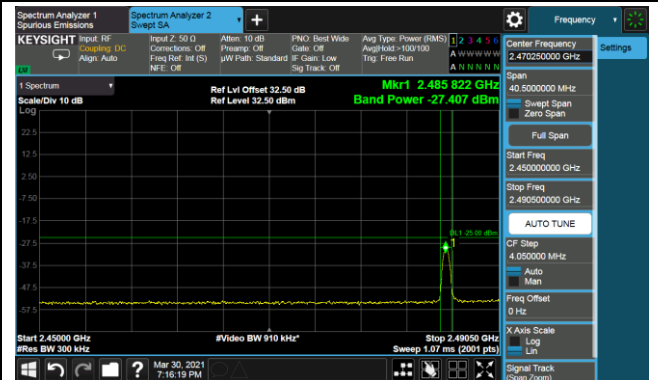 Spectrum Analyzer 1
Spurious Emissions
Spectrum Analyzer 2
Swept SA
+
Frequency
KEYSIGHT
Input: RF
Coupling: DC
Align: Auto
Input Z: 50 Ω
Corrections: Off
Freq Ref: Int (S)
NFE: Off
Atten: 10 dB
Preamp: Off
µW Path: Standard
PNO: Best Wide
Gate: Off
IF Gain: Low
Sig Track: Off
Avg Type: Power (RMS)
Avg|Hold:>100/100
Trig: Free Run
1 2 3 4 5 6
A W W W W W
A N N N N N
LW
1 Spectrum
Scale/Div 10 dB
Log
Ref Lvl Offset 32.50 dB
Ref Level 32.50 dBm
Mkr1 2.485 822 GHz
Band Power -27.407 dBm
22.5
12.5
2.50
-7.50
-17.5
-27.5
-37.5
-47.5
-57.5
DL1 -25.00 dBm
1
Start 2.45000 GHz
#Res BW 300 kHz
#Video BW 910 kHz*
Stop 2.49050 GHz
Sweep 1.07 ms (2001 pts)
Center Frequency
2.470250000 GHz
Settings
Span
40.5000000 MHz
Swept Span
Zero Span
Full Span
Start Freq
2.450000000 GHz
Stop Freq
2.490500000 GHz
AUTO TUNE
CF Step
4.050000 MHz
Auto
Man
Freq Offset
0 Hz
X Axis Scale
Log
Lin
Signal Track
(Span Zoom)
?
Mar 30, 2021
7:16:19 PM